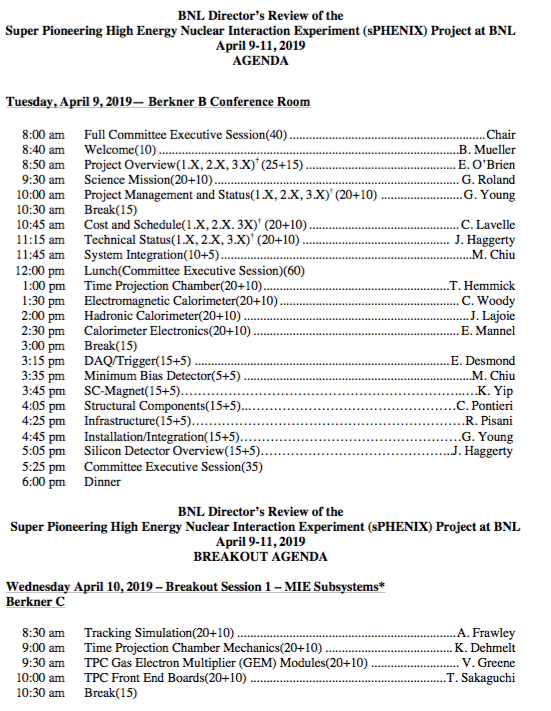 BNL Director's Review of the
Super Pioneering High Energy Nuclear Interaction Experiment (sPHENIX) Project at BNL
April 9-11, 2019
AGENDA
Tuesday, April 9, 2019— Berkner B Conference Room
8:00 am Full Committee Executive Session(40) ........ Chair
8:40 am Welcome(10) ........ B. Mueller
8:50 am Project Overview(1.X, 2.X, 3.X)† (25+15) ........ E. O'Brien
9:30 am Science Mission(20+10) ........ G. Roland
10:00 am Project Management and Status(1.X, 2.X, 3.X)† (20+10) ........ G. Young
10:30 am Break(15)
10:45 am Cost and Schedule(1.X, 2.X. 3X)† (20+10) ........ C. Lavelle
11:15 am Technical Status(1.X, 2.X, 3.X)† (20+10) ........ J. Haggerty
11:45 am System Integration(10+5) ........ M. Chiu
12:00 pm Lunch(Committee Executive Session)(60)
1:00 pm Time Projection Chamber(20+10) ........ T. Hemmick
1:30 pm Electromagnetic Calorimeter(20+10) ........ C. Woody
2:00 pm Hadronic Calorimeter(20+10) ........ J. Lajoie
2:30 pm Calorimeter Electronics(20+10) ........ E. Mannel
3:00 pm Break(15)
3:15 pm DAQ/Trigger(15+5) ........ E. Desmond
3:35 pm Minimum Bias Detector(5+5) ........ M. Chiu
3:45 pm SC-Magnet(15+5) ........ K. Yip
4:05 pm Structural Components(15+5) ........ C. Pontieri
4:25 pm Infrastructure(15+5) ........ R. Pisani
4:45 pm Installation/Integration(15+5) ........ G. Young
5:05 pm Silicon Detector Overview(15+5) ........ J. Haggerty
5:25 pm Committee Executive Session(35)
6:00 pm Dinner
BNL Director's Review of the
Super Pioneering High Energy Nuclear Interaction Experiment (sPHENIX) Project at BNL
April 9-11, 2019
BREAKOUT AGENDA
Wednesday April 10, 2019 – Breakout Session 1 – MIE Subsystems*
Berkner C
8:30 am Tracking Simulation(20+10) ........ A. Frawley
9:00 am Time Projection Chamber Mechanics(20+10) ........ K. Dehmelt
9:30 am TPC Gas Electron Multiplier (GEM) Modules(20+10) ........ V. Greene
10:00 am TPC Front End Boards(20+10) ........ T. Sakaguchi
10:30 am Break(15)